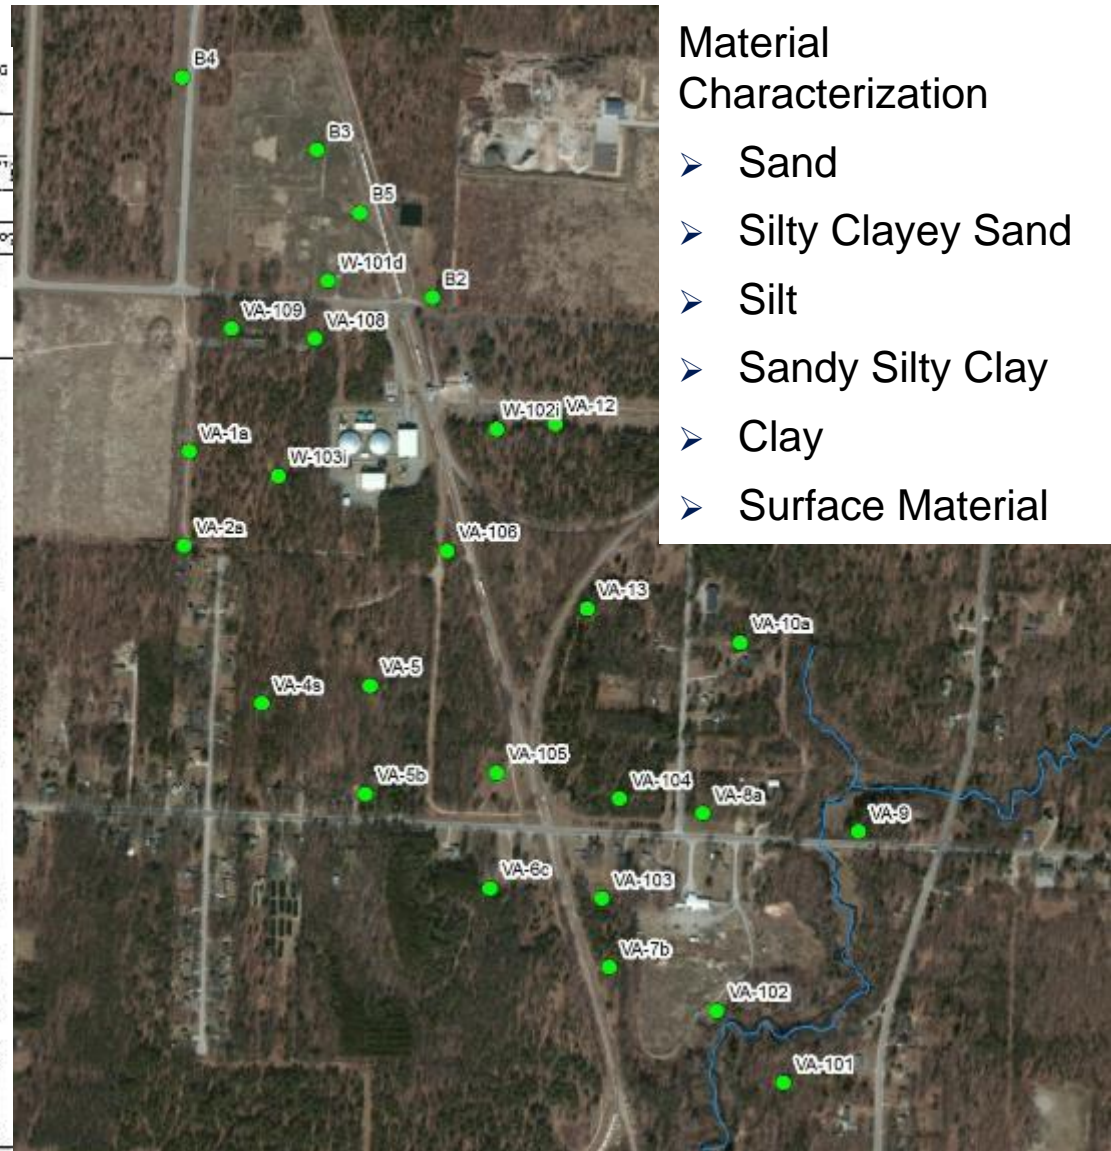 Material
Characterization
➢ Sand
➢ Silty Clayey Sand
➢ Silt
➢ Sandy Silty Clay
➢ Clay
➢ Surface Material
B4
B3
B5
W-101d
B2
VA-109
VA-108
W-102i
VA-12
VA-1a
W-103i
VA-2a
VA-106
VA-13
VA-10a
VA-5
VA-4a
VA-105
VA-5b
VA-104
VA-8a
VA-9
VA-6c
VA-103
VA-7b
VA-102
VA-101